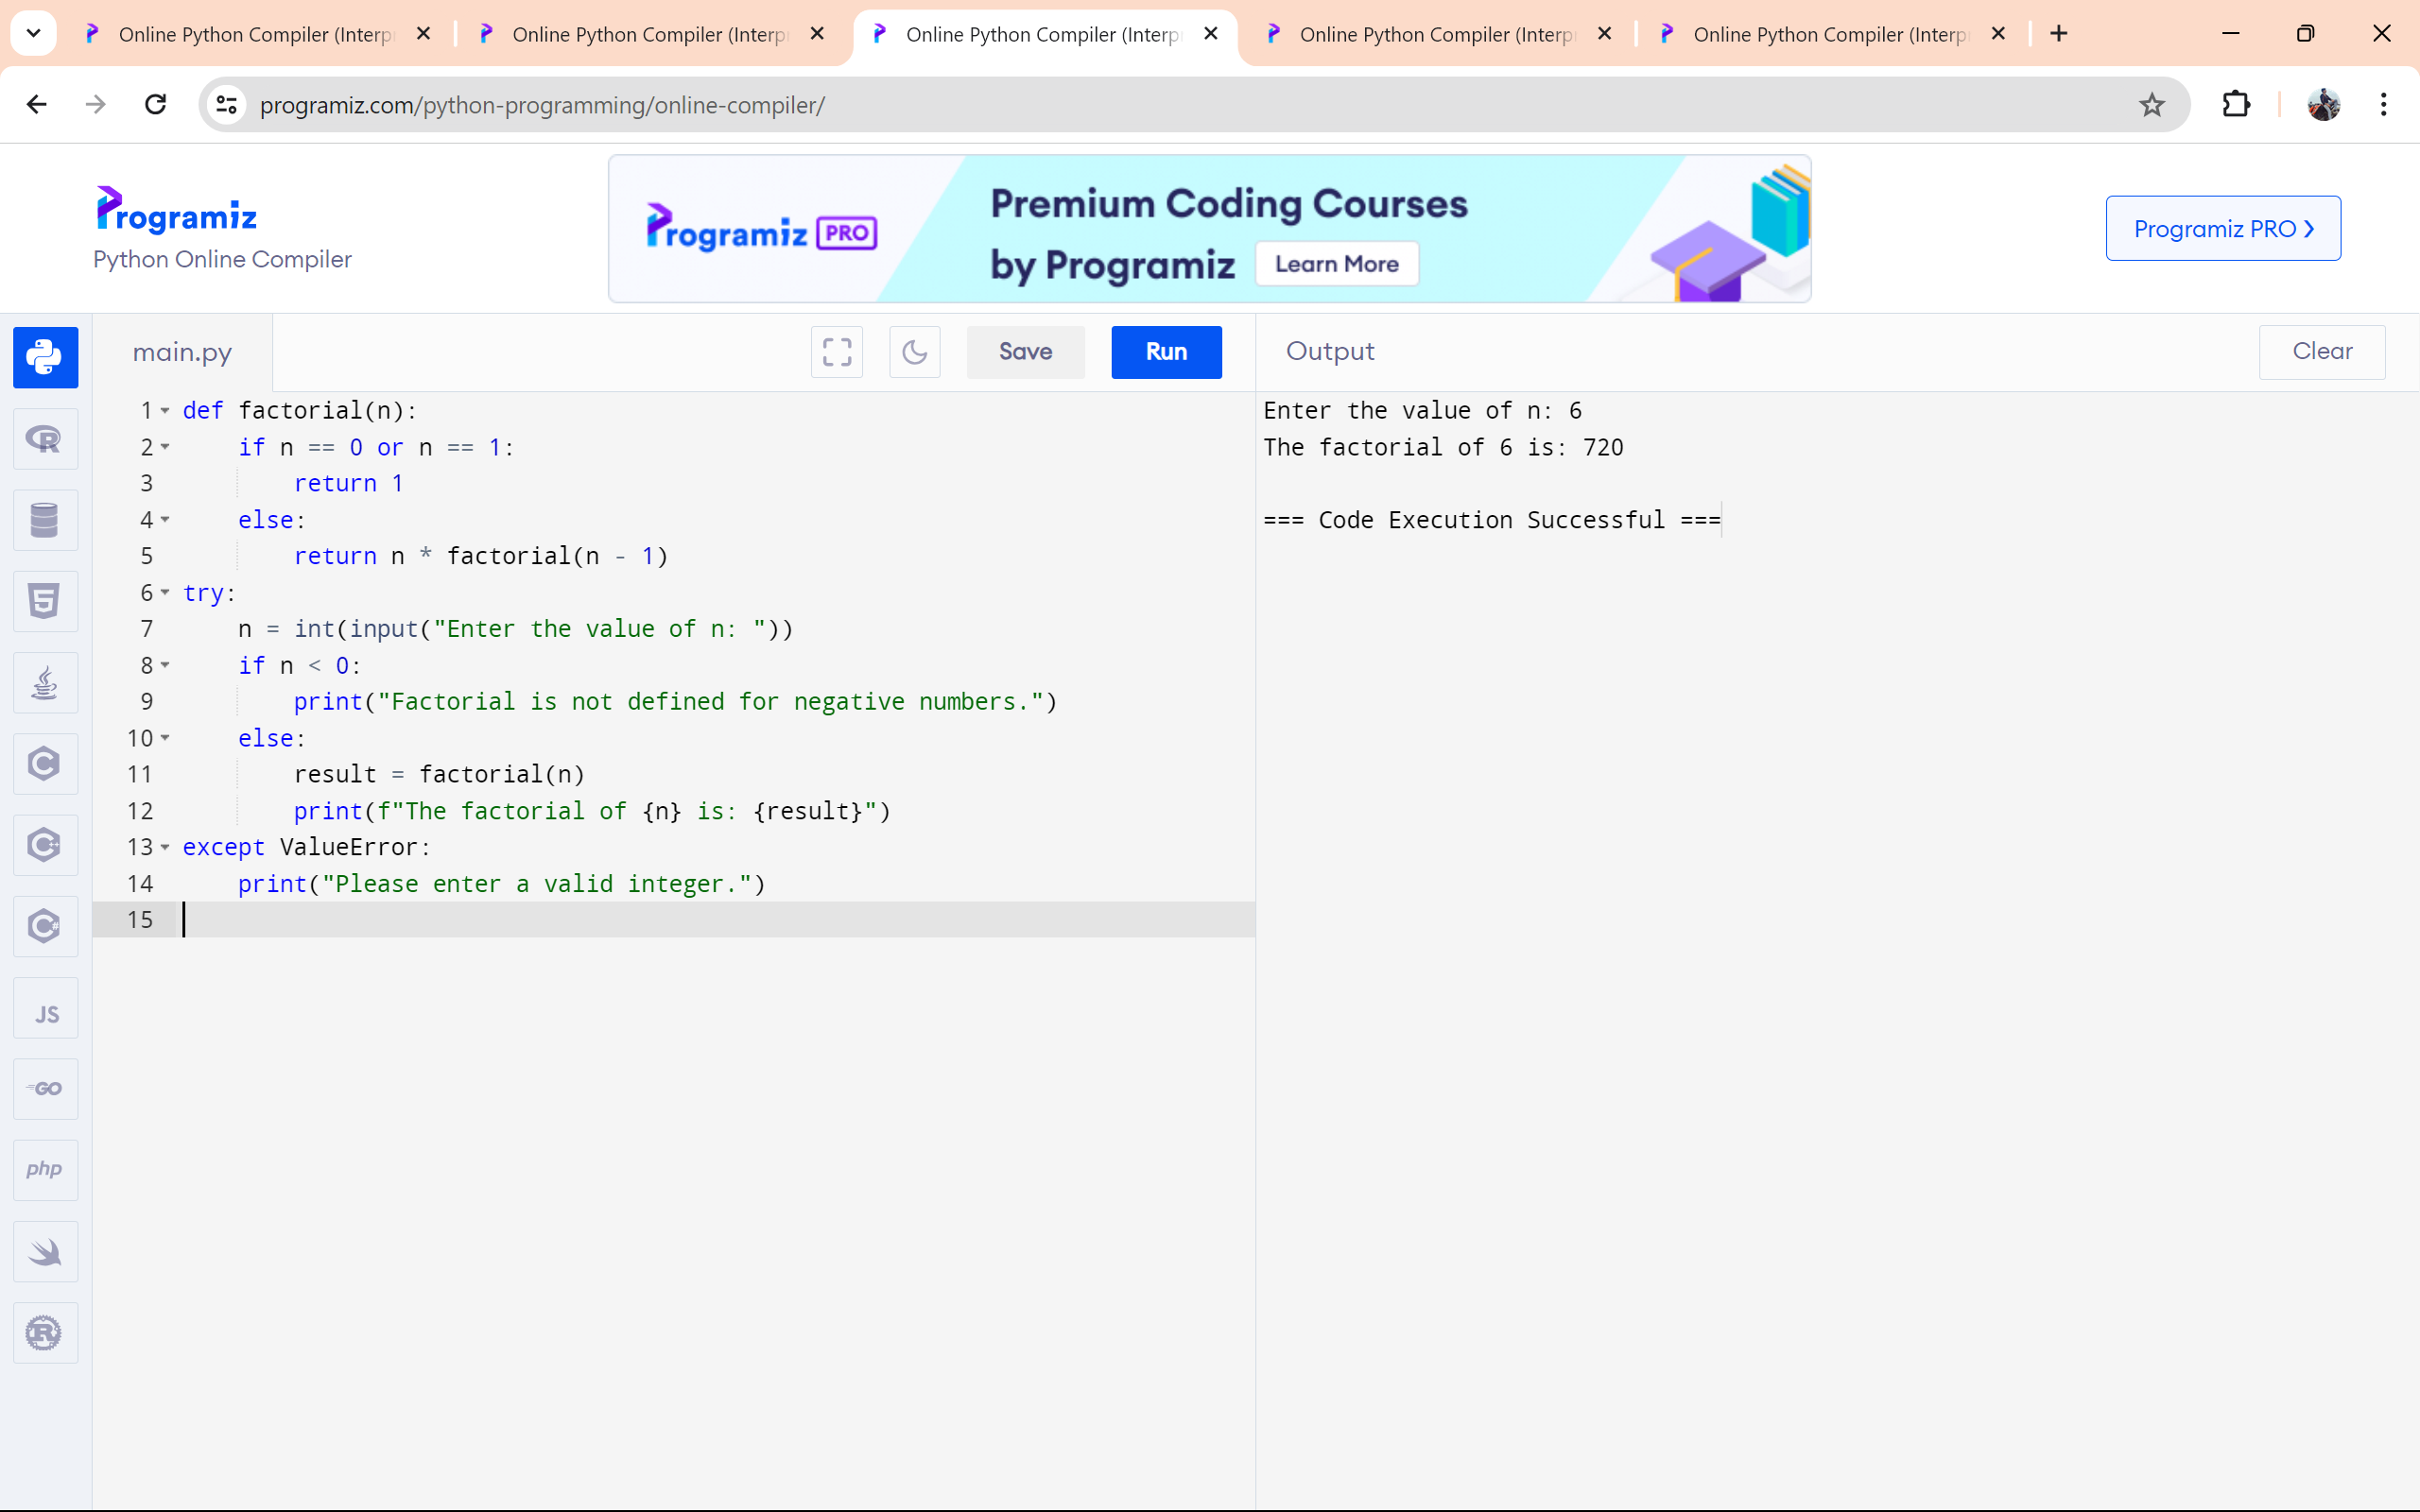 Online Python Compiler (Interp
Online Python Compiler (Interp
Online Python Compiler (Interp
Online Python Compiler (Interp
Online Python Compiler (Interp
programiz.com/python-programming/online-compiler/
Programiz
Python Online Compiler
Programiz PRO
Premium Coding Courses
by Programiz
Learn More
Programiz PRO ❯
main.py
Save
Run
Output
Clear
1 def factorial(n):
2     if n == 0 or n == 1:
3         return 1
4     else:
5         return n * factorial(n - 1)
6 try:
7     n = int(input("Enter the value of n: "))
8     if n < 0:
9         print("Factorial is not defined for negative numbers.")
10     else:
11         result = factorial(n)
12         print(f"The factorial of {n} is: {result}")
13 except ValueError:
14     print("Please enter a valid integer.")
15
Enter the value of n: 6
The factorial of 6 is: 720
=== Code Execution Successful ===
R
5
C
C++
C#
JS
GO
php
R